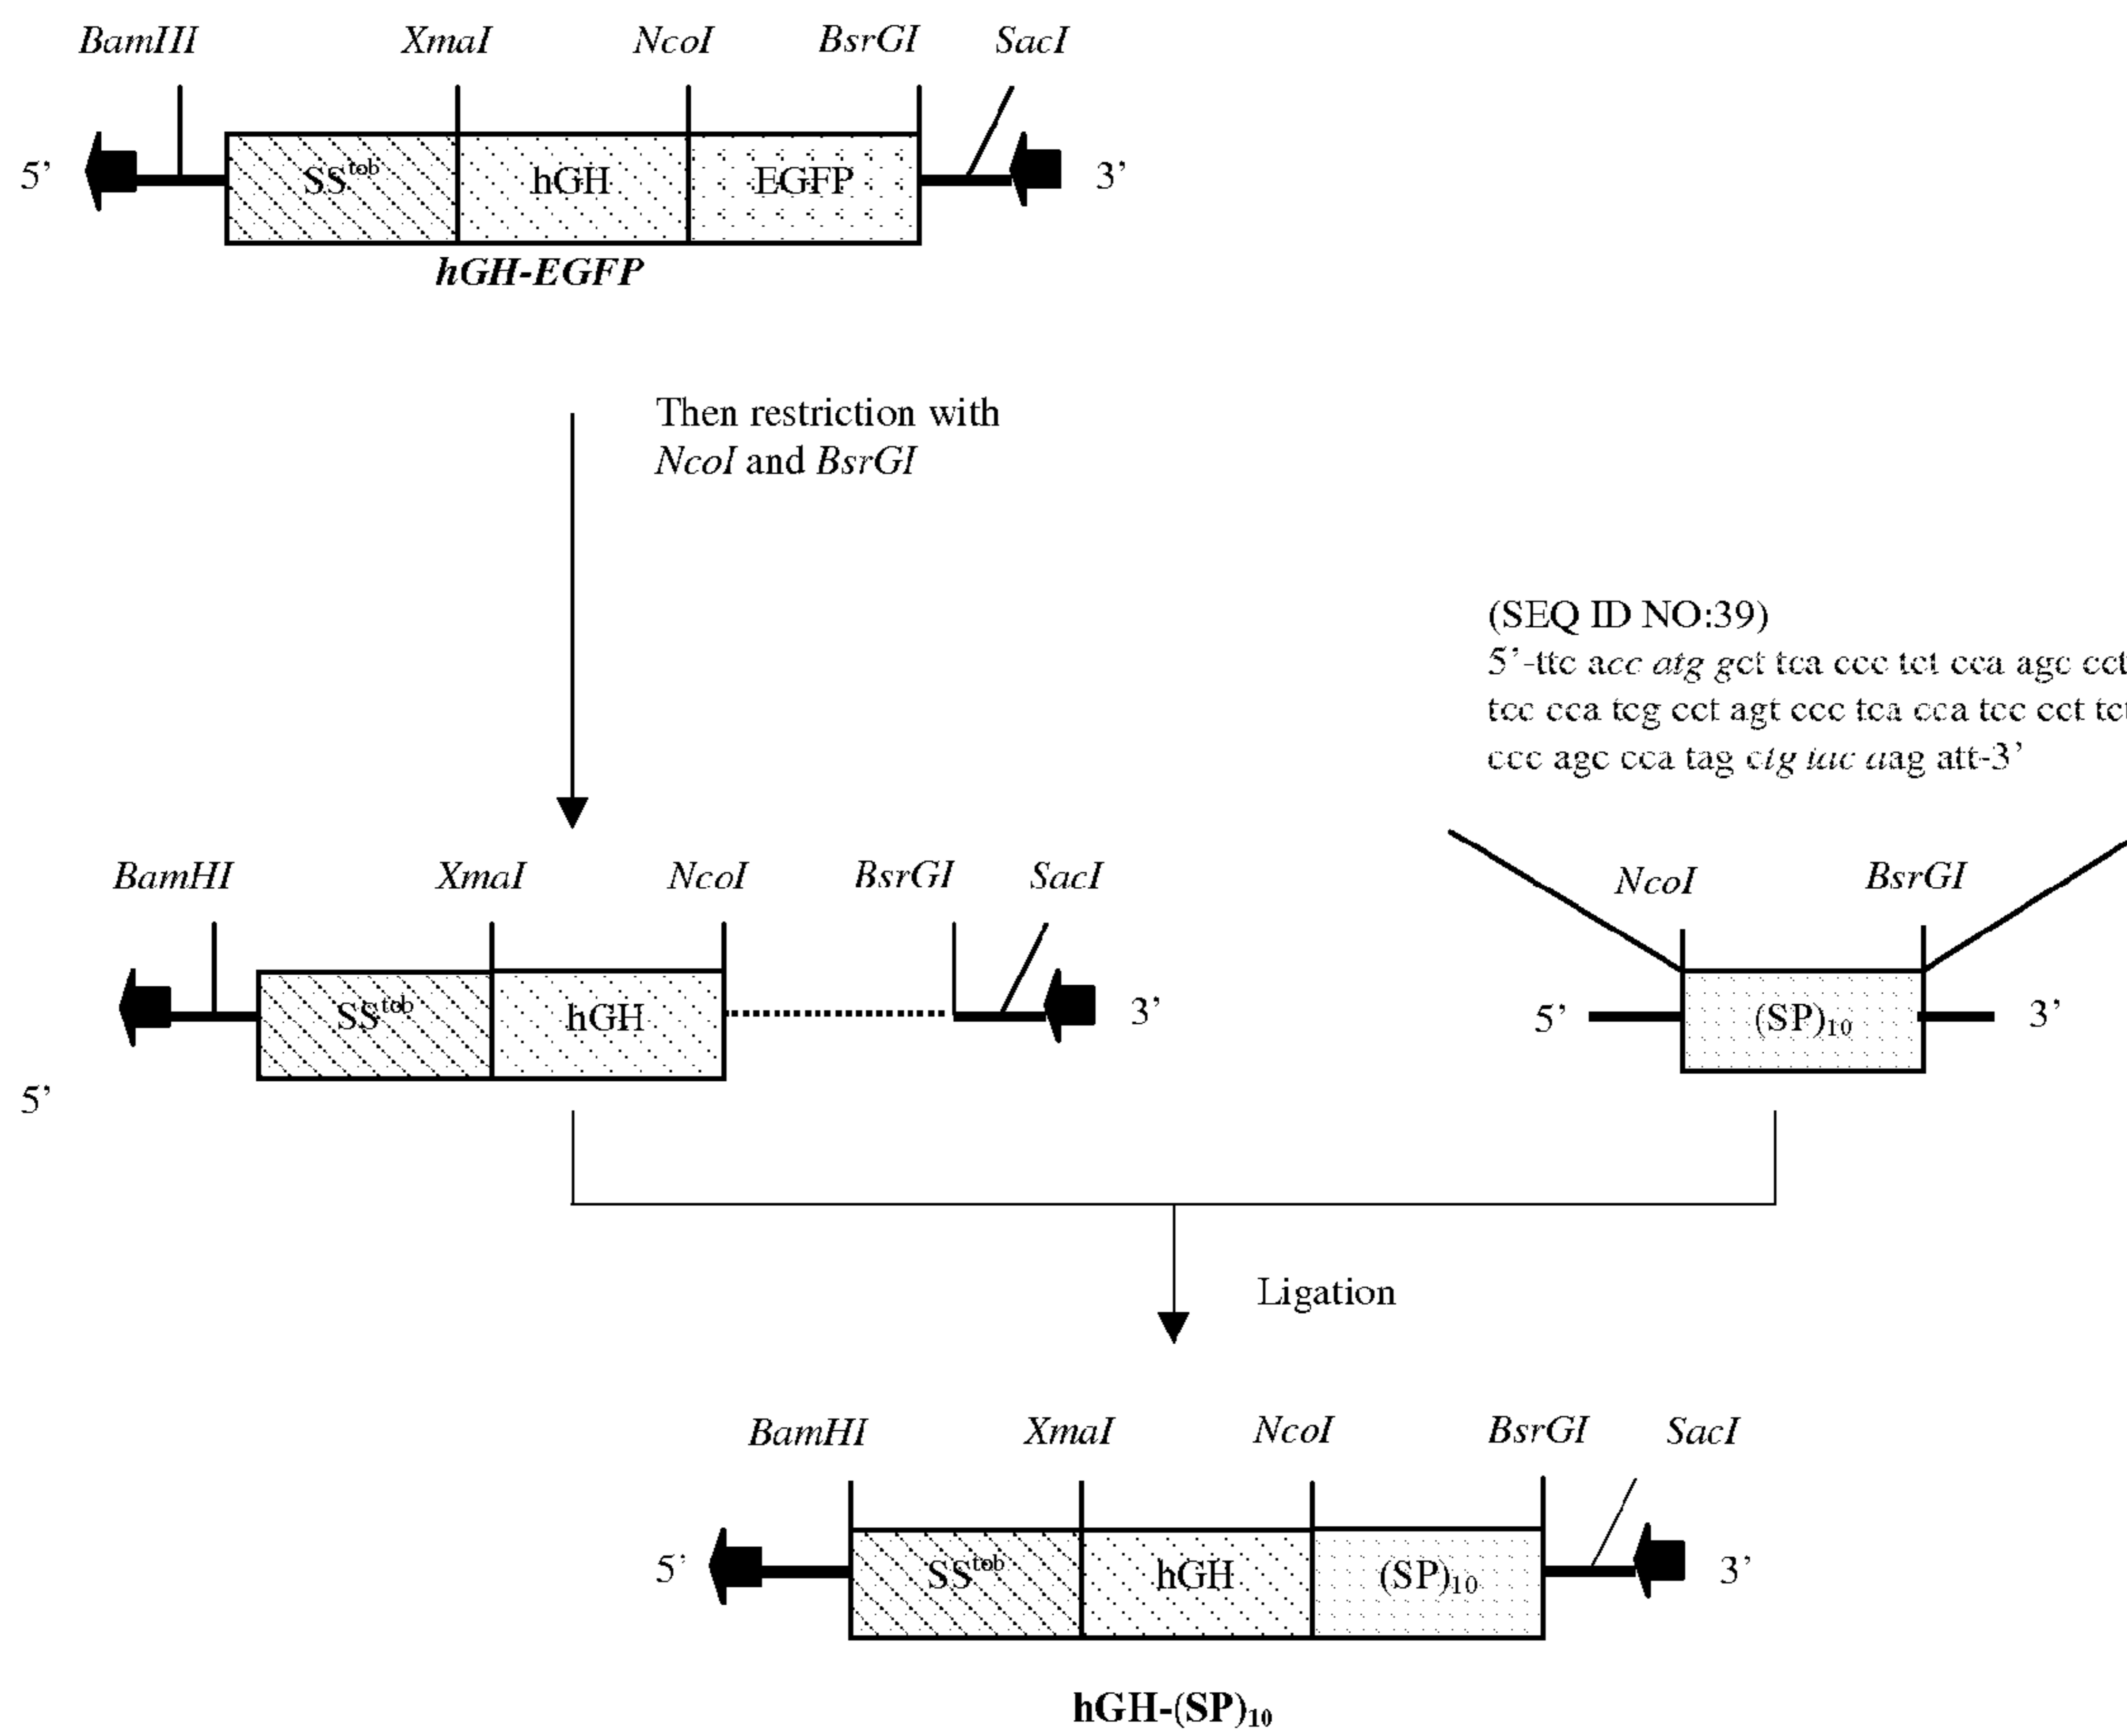 BamIII XmaI NcoI BsrGI SacI
5’ SS^tob hGH EGFP 3’
hGH-EGFP
Then restriction with
NcoI and BsrGI
(SEQ ID NO:39)
5’-ttc acc atg gct tca ccc tct cca agc cct
tcc cca tcg cct agt ccc tca cca tcc cct tct
ccc agc cca tag ctg tac aag att-3’
BamHI XmaI NcoI BsrGI SacI
NcoI BsrGI
SS^tob hGH 3’
5’ (SP)10 3’
5’
Ligation
BamHI XmaI NcoI BsrGI SacI
5’ SS^tob hGH (SP)10 3’
hGH-(SP)10